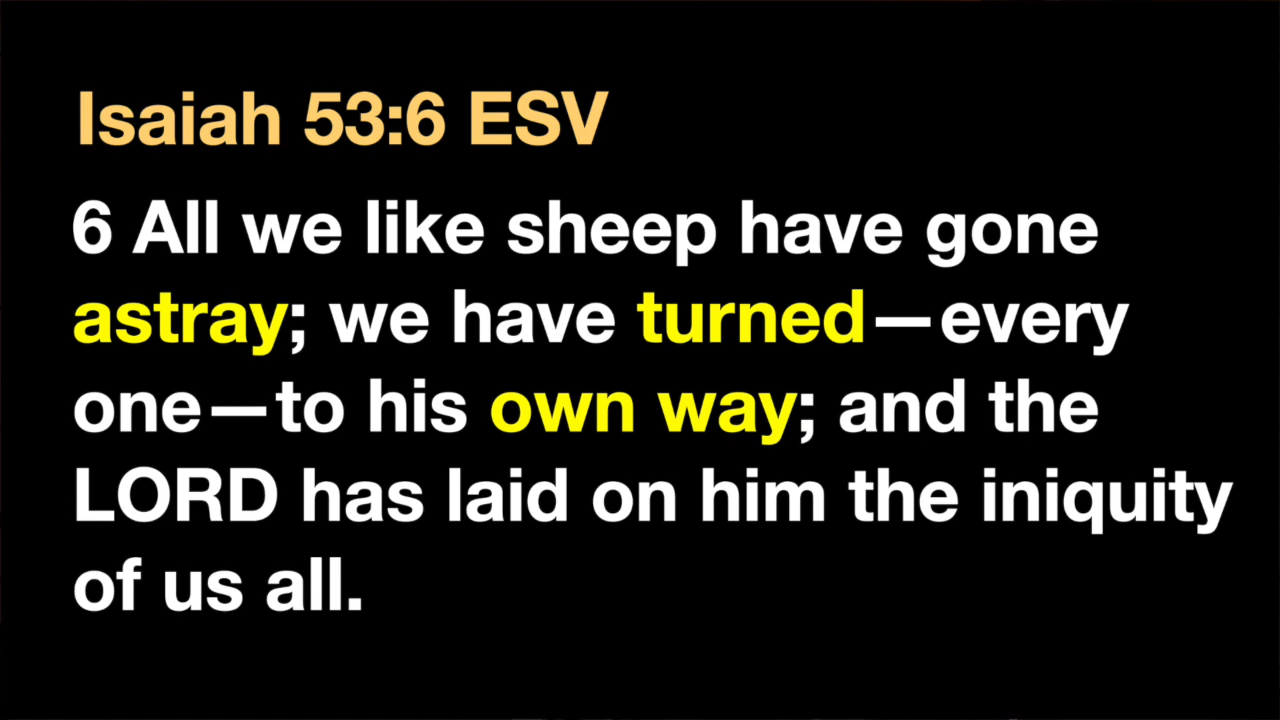 Isaiah 53:6 ESV
6 All we like sheep have gone
astray; we have turned—every
one—to his own way; and the
LORD has laid on him the iniquity
of us all.